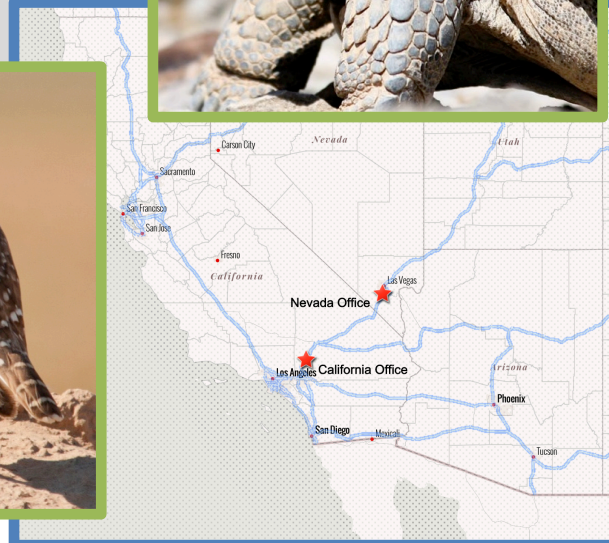 Nevada
Utah
Carson City
Sacramento
San Francisco
San Jose
Fresno
California
Las Vegas
Nevada Office
Los Angeles
California Office
Arizona
Phoenix
San Diego
Mexicali
Tucson